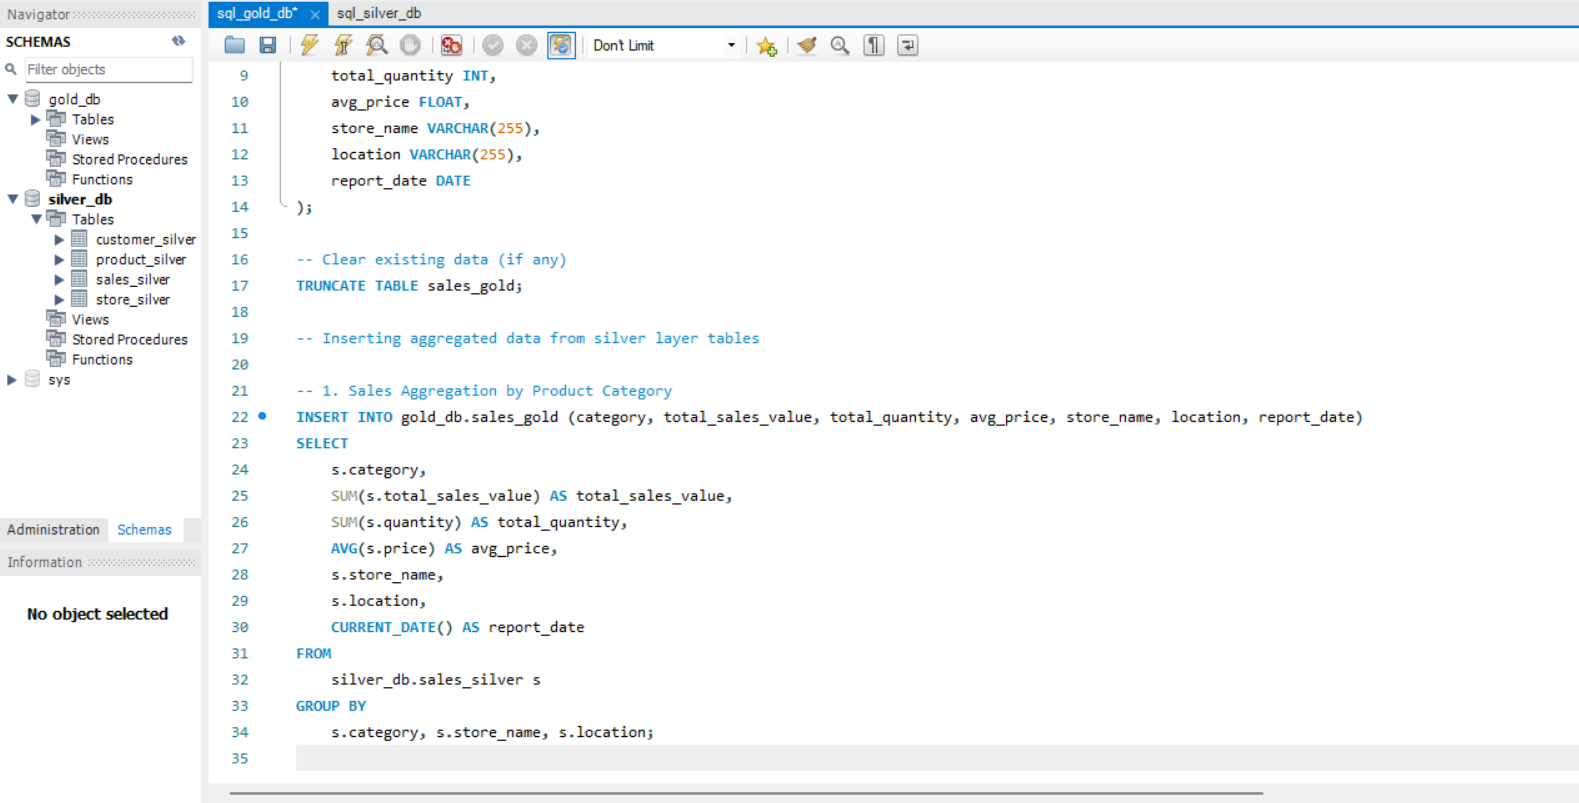 Navigator
SCHEMAS
Filter objects
gold_db
Tables
Views
Stored Procedures
Functions
silver_db
Tables
customer_silver
product_silver
sales_silver
store_silver
Views
Stored Procedures
Functions
sys
Administration Schemas
Information
No object selected
sql_gold_db* × sql_silver_db
Don't Limit
9 total_quantity INT,
10 avg_price FLOAT,
11 store_name VARCHAR(255),
12 location VARCHAR(255),
13 report_date DATE
14 );
15
16 -- Clear existing data (if any)
17 TRUNCATE TABLE sales_gold;
18
19 -- Inserting aggregated data from silver layer tables
20
21 -- 1. Sales Aggregation by Product Category
22 INSERT INTO gold_db.sales_gold (category, total_sales_value, total_quantity, avg_price, store_name, location, report_date)
23 SELECT
24 s.category,
25 SUM(s.total_sales_value) AS total_sales_value,
26 SUM(s.quantity) AS total_quantity,
27 AVG(s.price) AS avg_price,
28 s.store_name,
29 s.location,
30 CURRENT_DATE() AS report_date
31 FROM
32 silver_db.sales_silver s
33 GROUP BY
34 s.category, s.store_name, s.location;
35